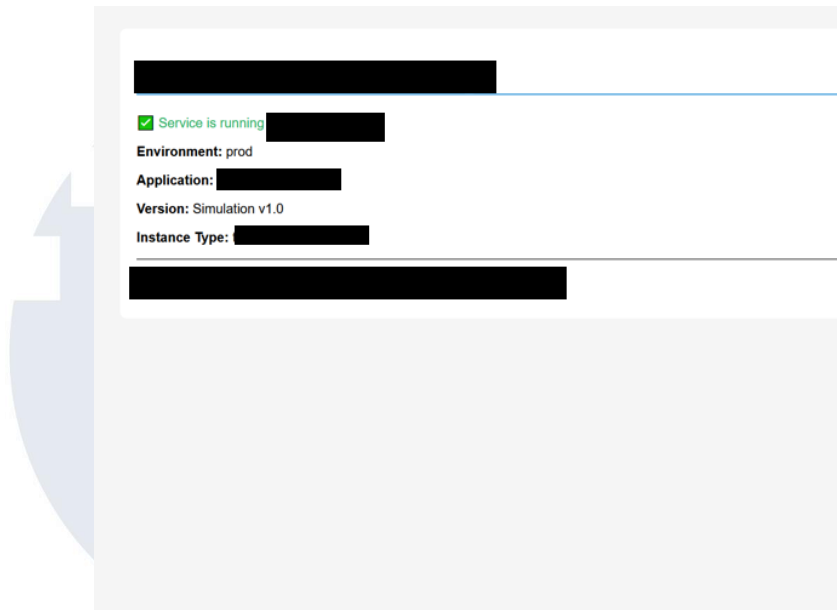 Service is running
Environment: prod
Application:
Version: Simulation v1.0
Instance Type: